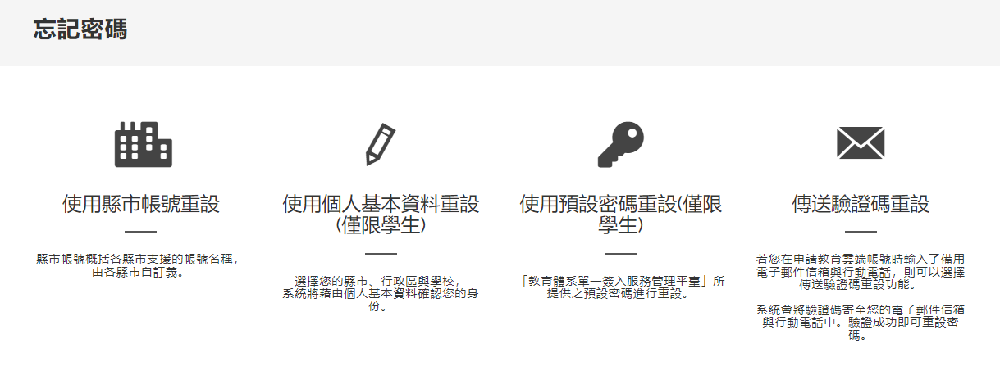 忘記密碼
使用縣市帳號重設
縣市帳號概括各縣市支援的帳號名稱，
由各縣市自訂義。
使用個人基本資料重設
(僅限學生)
選擇您的縣市、行政區與學校，
系統將藉由個人基本資料確認您的身
份。
使用預設密碼重設(僅限
學生)
「教育體系單一簽入服務管理平臺」所
提供之預設密碼進行重設。
傳送驗證碼重設
若您在申請教育雲端帳號時輸入了備用
電子郵件信箱與行動電話，則可以選擇
傳送驗證碼重設功能。
系統會將驗證碼寄至您的電子郵件信箱
與行動電話中。驗證成功即可重設密
碼。